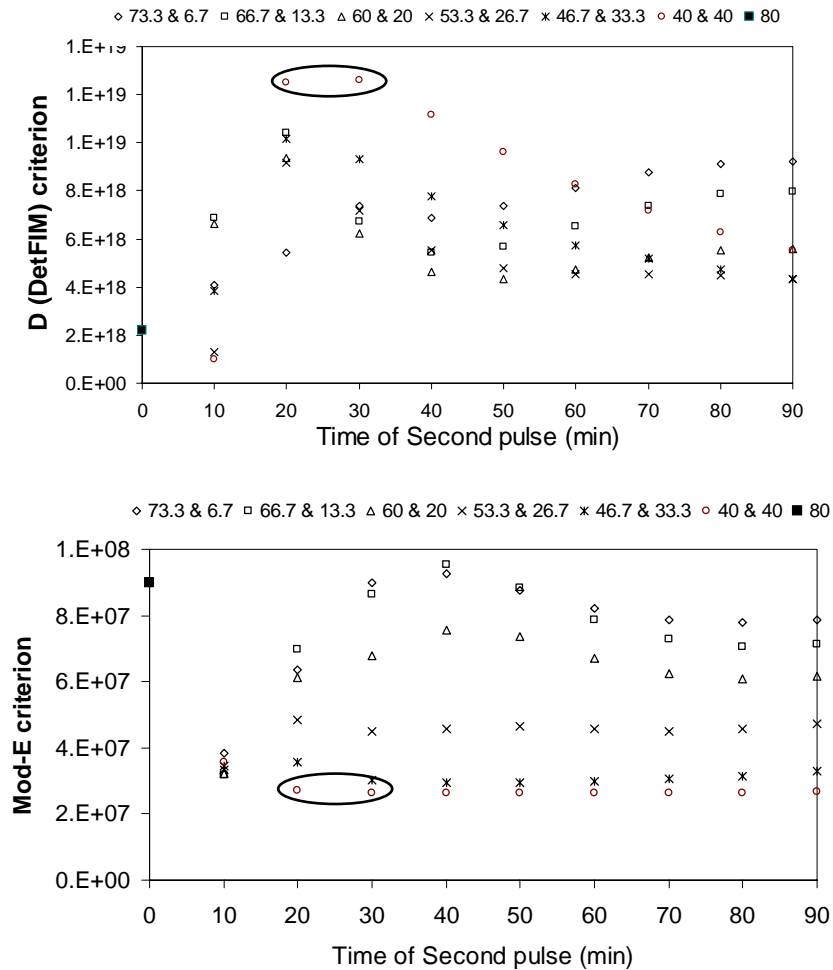 73.3 & 6.7 66.7 & 13.3 60 & 20 53.3 & 26.7 46.7 & 33.3 40 & 40 80
1.E+19
1.E+19
1.E+19
8.E+18
6.E+18
4.E+18
2.E+18
0.E+00
D (DetFIM) criterion
0 10 20 30 40 50 60 70 80 90
Time of Second pulse (min)
73.3 & 6.7 66.7 & 13.3 60 & 20 53.3 & 26.7 46.7 & 33.3 40 & 40 80
1.E+08
8.E+07
6.E+07
4.E+07
2.E+07
0.E+00
Mod-E criterion
0 10 20 30 40 50 60 70 80 90
Time of Second pulse (min)